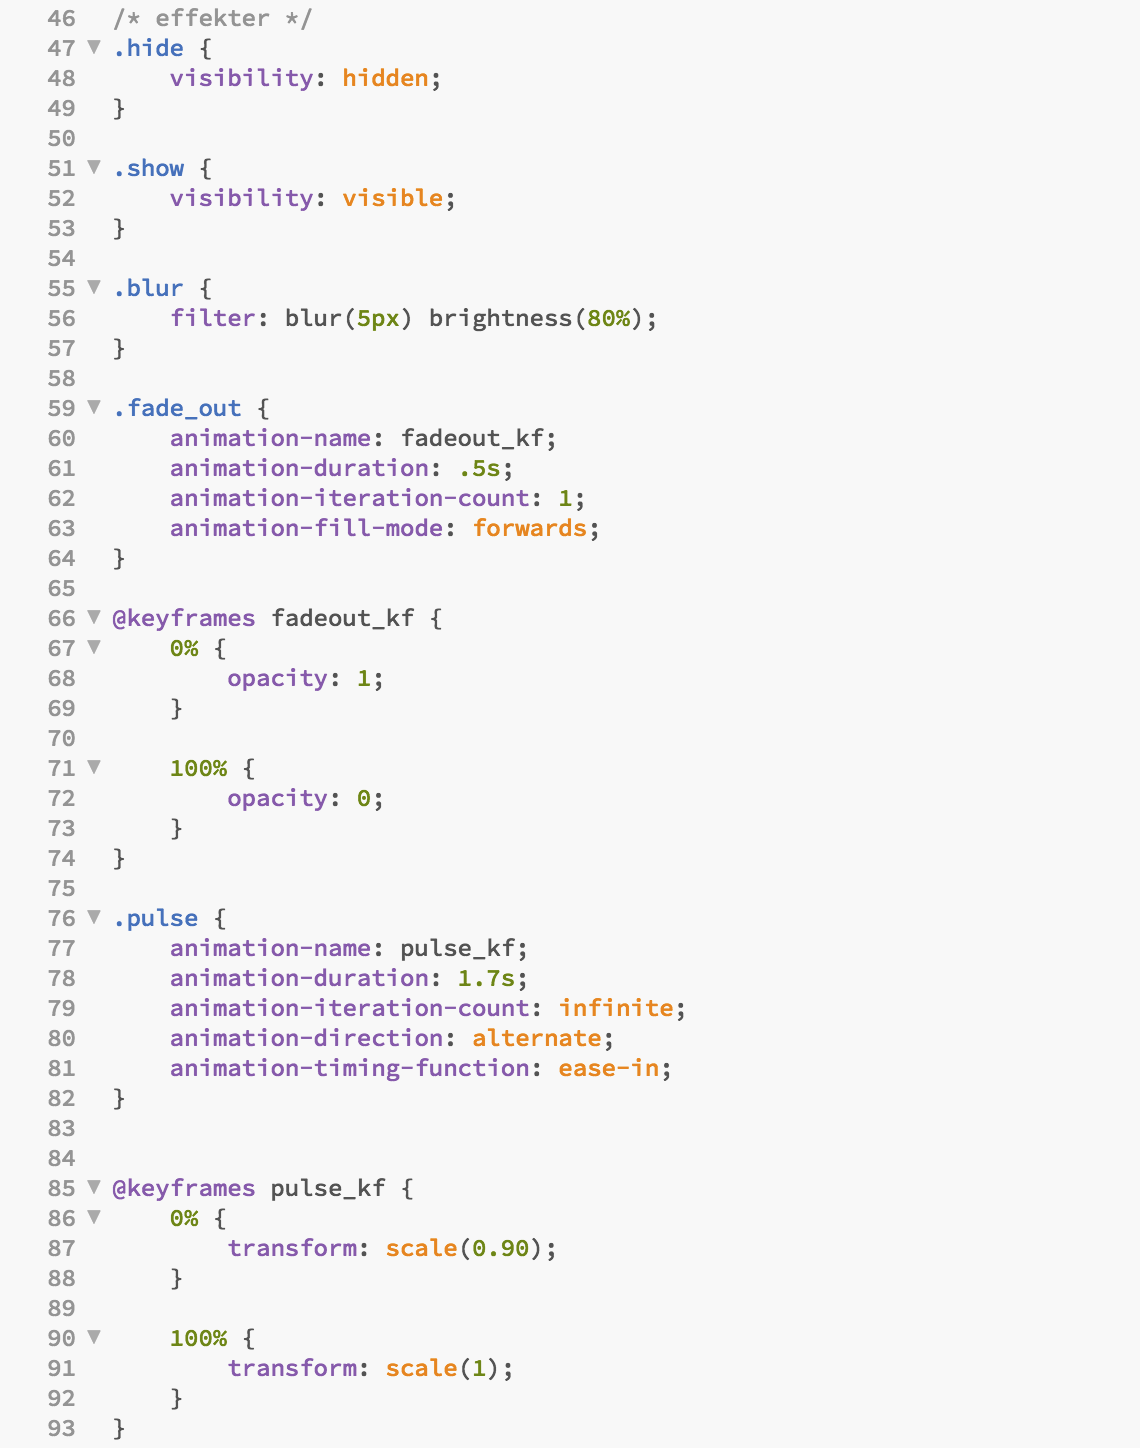 46 /* effekter */
47 ▼ .hide {
48     visibility: hidden;
49 }
50
51 ▼ .show {
52     visibility: visible;
53 }
54
55 ▼ .blur {
56     filter: blur(5px) brightness(80%);
57 }
58
59 ▼ .fade_out {
60     animation-name: fadeout_kf;
61     animation-duration: .5s;
62     animation-iteration-count: 1;
63     animation-fill-mode: forwards;
64 }
65
66 ▼ @keyframes fadeout_kf {
67 ▼     0% {
68         opacity: 1;
69     }
70
71 ▼     100% {
72         opacity: 0;
73     }
74 }
75
76 ▼ .pulse {
77     animation-name: pulse_kf;
78     animation-duration: 1.7s;
79     animation-iteration-count: infinite;
80     animation-direction: alternate;
81     animation-timing-function: ease-in;
82 }
83
84
85 ▼ @keyframes pulse_kf {
86 ▼     0% {
87         transform: scale(0.90);
88     }
89
90 ▼     100% {
91         transform: scale(1);
92     }
93 }